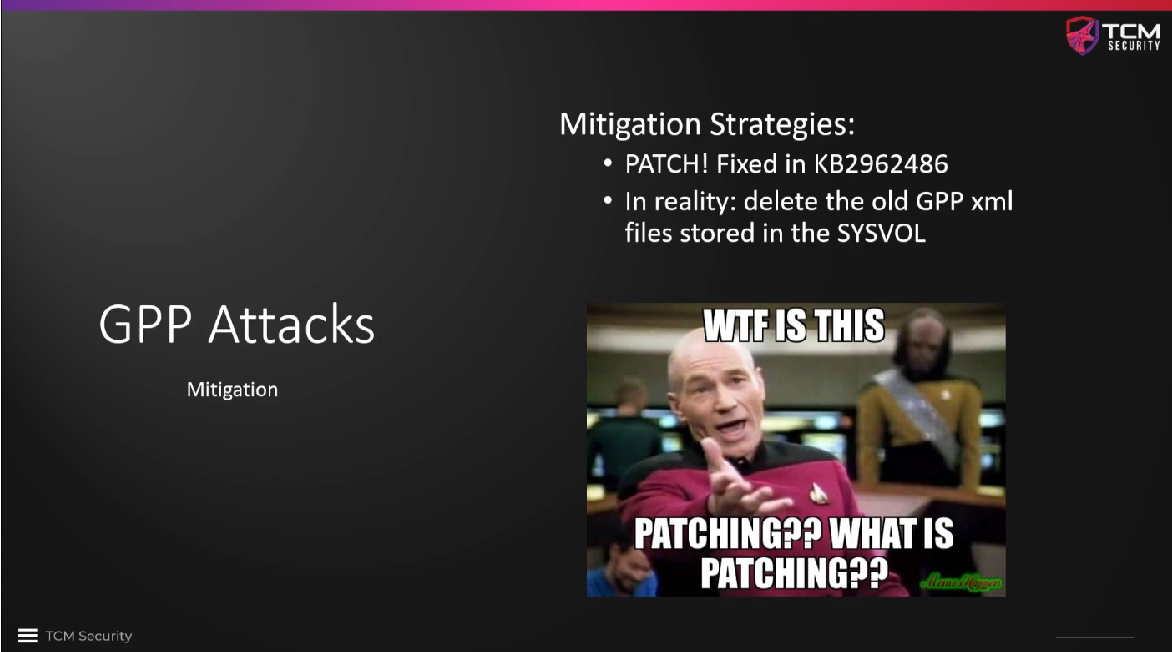 TCM
SECURITY
Mitigation Strategies:
• PATCH! Fixed in KB2962486
• In reality: delete the old GPP xml
files stored in the SYSVOL
GPP Attacks
Mitigation
WTF IS THIS
PATCHING?? WHAT IS
PATCHING??
TCM Security